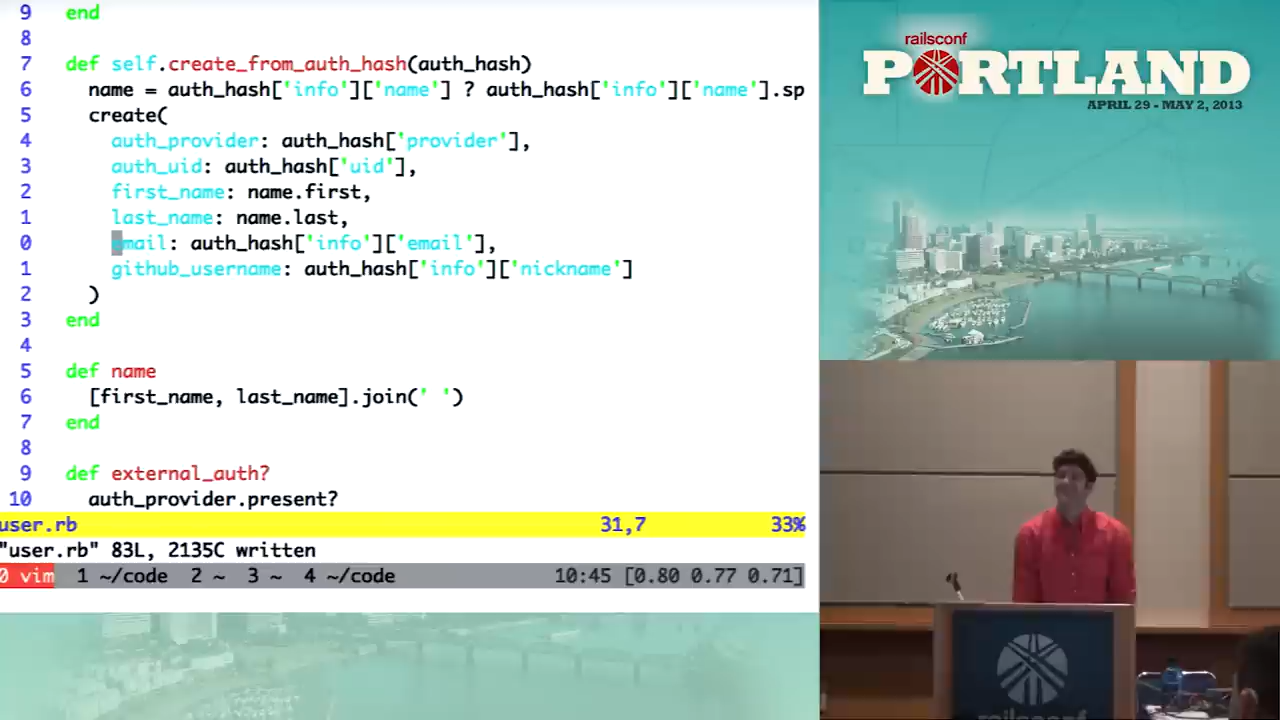 9 end
8
7 def self.create_from_auth_hash(auth_hash)
6 name = auth_hash['info']['name'] ? auth_hash['info']['name'].sp
5 create(
4 auth_provider: auth_hash['provider'],
3 auth_uid: auth_hash['uid'],
2 first_name: name.first,
1 last_name: name.last,
0 email: auth_hash['info']['email'],
1 github_username: auth_hash['info']['nickname']
2 )
3 end
4
5 def name
6 [first_name, last_name].join(' ')
7 end
8
9 def external_auth?
10 auth_provider.present?
user.rb 31,7 33%
"user.rb" 83L, 2135C written
0 vim 1 ~/code 2 ~ 3 ~ 4 ~/code 10:45 [0.80 0.77 0.71]
railsconf
PORTLAND
APRIL 29 - MAY 2, 2013
railsconf